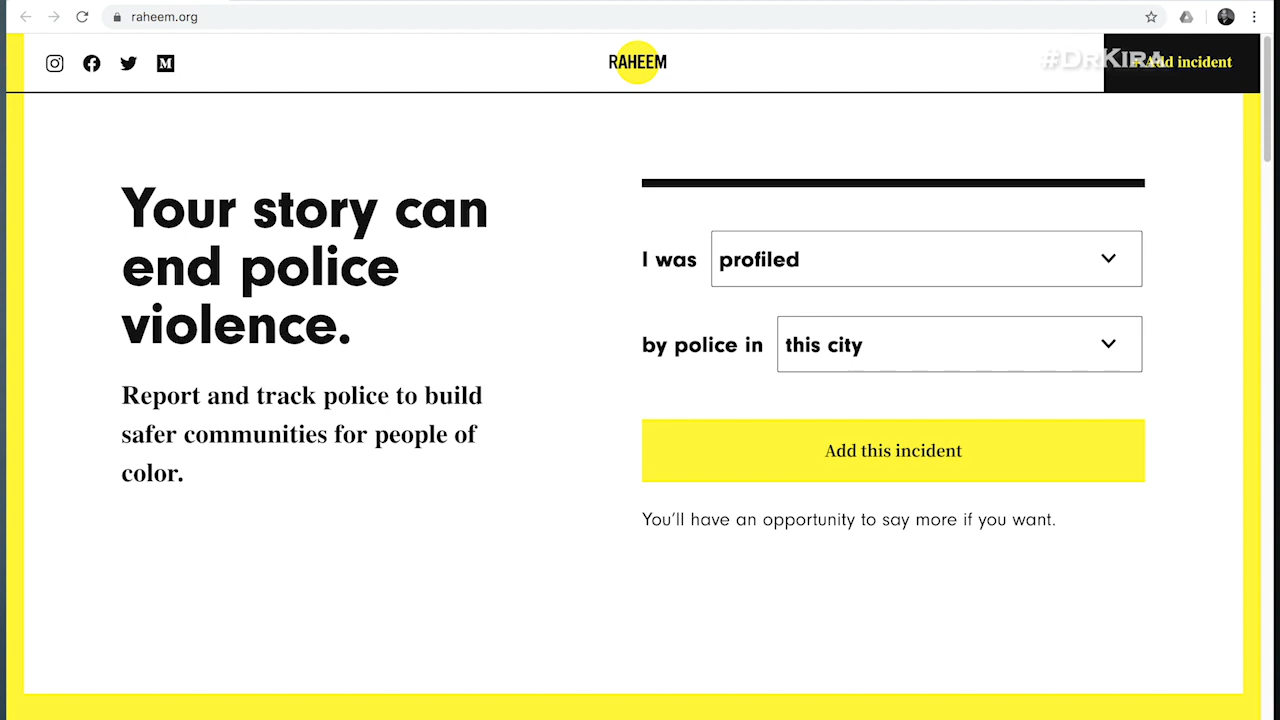 raheem.org
M
RAHEEM
#DRKIRA
+ Add incident
Your story can
end police
violence.
Report and track police to build
safer communities for people of
color.
I was
profiled
by police in
this city
Add this incident
You'll have an opportunity to say more if you want.